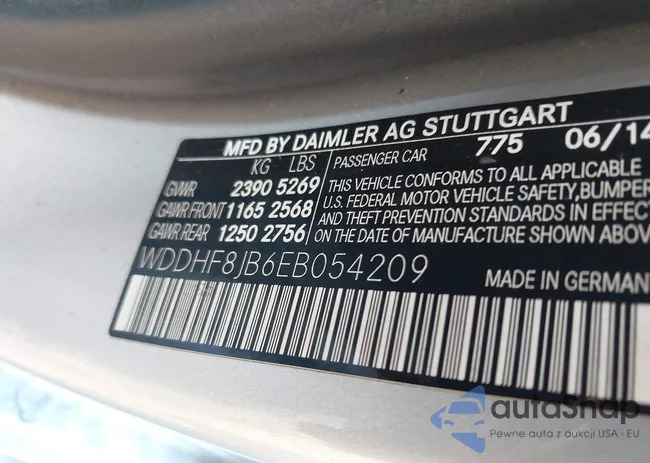 MFD BY DAIMLER AG STUTTGART
KG LBS PASSENGER CAR 775 06/14
GVWR 2390 5269
GAWR FRONT 1165 2568
GAWR REAR 1250 2756
THIS VEHICLE CONFORMS TO ALL APPLICABLE
U.S. FEDERAL MOTOR VEHICLE SAFETY, BUMPER
AND THEFT PREVENTION STANDARDS IN EFFECT
ON THE DATE OF MANUFACTURE SHOWN ABOVE.
WDDHF8JB6EB054209 MADE IN GERMAN
autaShap
Pewne auta z aukcji USA i EU